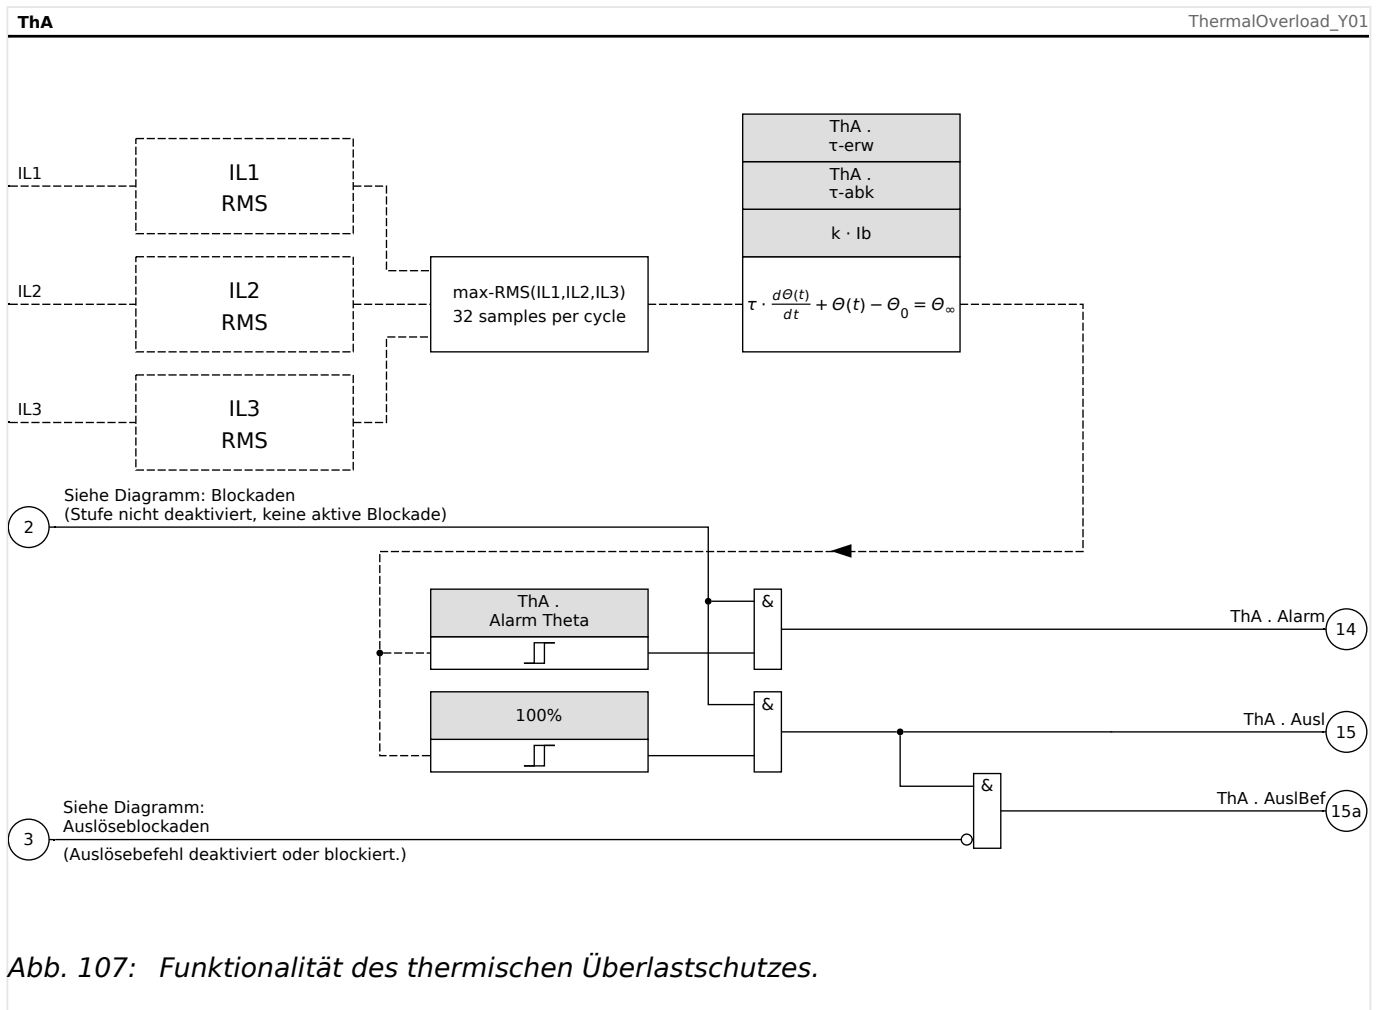 ThA
ThermalOverload_Y01
ThA .
τ-erw
ThA .
τ-abk
k · Ib
τ · dΘ(t)/dt + Θ(t) − Θ₀ = Θ∞
IL1
IL1
RMS
IL2
IL2
RMS
IL3
IL3
RMS
max-RMS(IL1,IL2,IL3)
32 samples per cycle
Siehe Diagramm: Blockaden
(Stufe nicht deaktiviert, keine aktive Blockade)
2
ThA .
Alarm Theta
&
ThA . Alarm
14
100%
&
ThA . Ausl
15
&
ThA . AuslBef
15a
Siehe Diagramm:
Auslöseblockaden
3
(Auslösebefehl deaktiviert oder blockiert.)
Abb. 107: Funktionalität des thermischen Überlastschutzes.